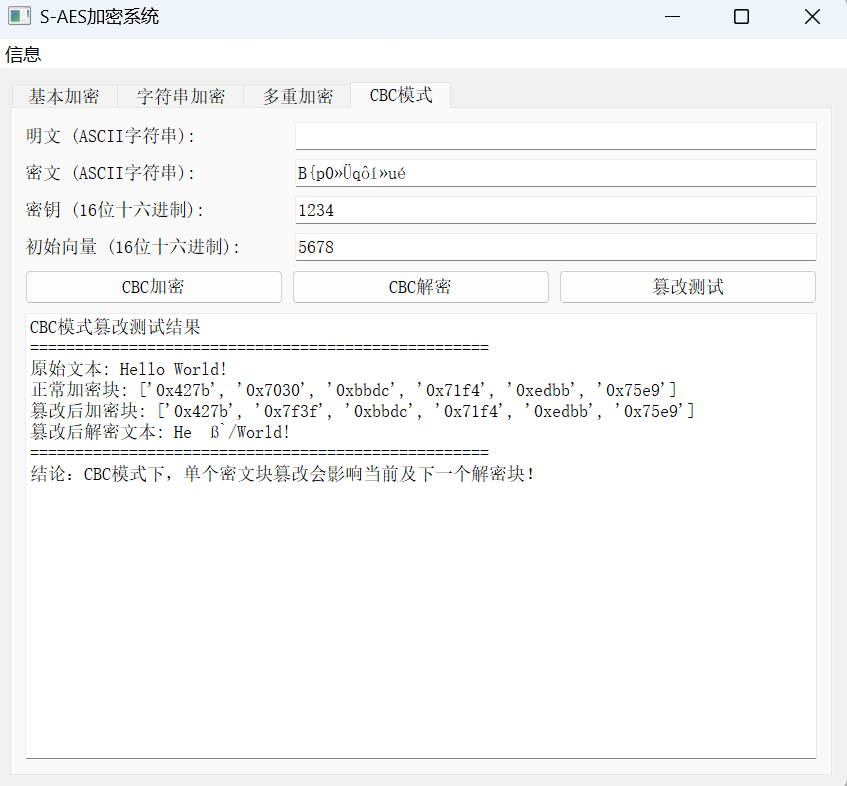 S-AES加密系统
信息
基本加密 字符串加密 多重加密 CBC模式
明文 (ASCII字符串):
密文 (ASCII字符串): B{p0»Üqôí»ué
密钥 (16位十六进制): 1234
初始向量 (16位十六进制): 5678
CBC加密 CBC解密 篡改测试
CBC模式篡改测试结果
==================================================
原始文本: Hello World!
正常加密块: ['0x427b', '0x7030', '0xbbdc', '0x71f4', '0xedbb', '0x75e9']
篡改后加密块: ['0x427b', '0x7f3f', '0xbbdc', '0x71f4', '0xedbb', '0x75e9']
篡改后解密文本: He  ß`/World!
==================================================
结论: CBC模式下，单个密文块篡改会影响当前及下一个解密块!